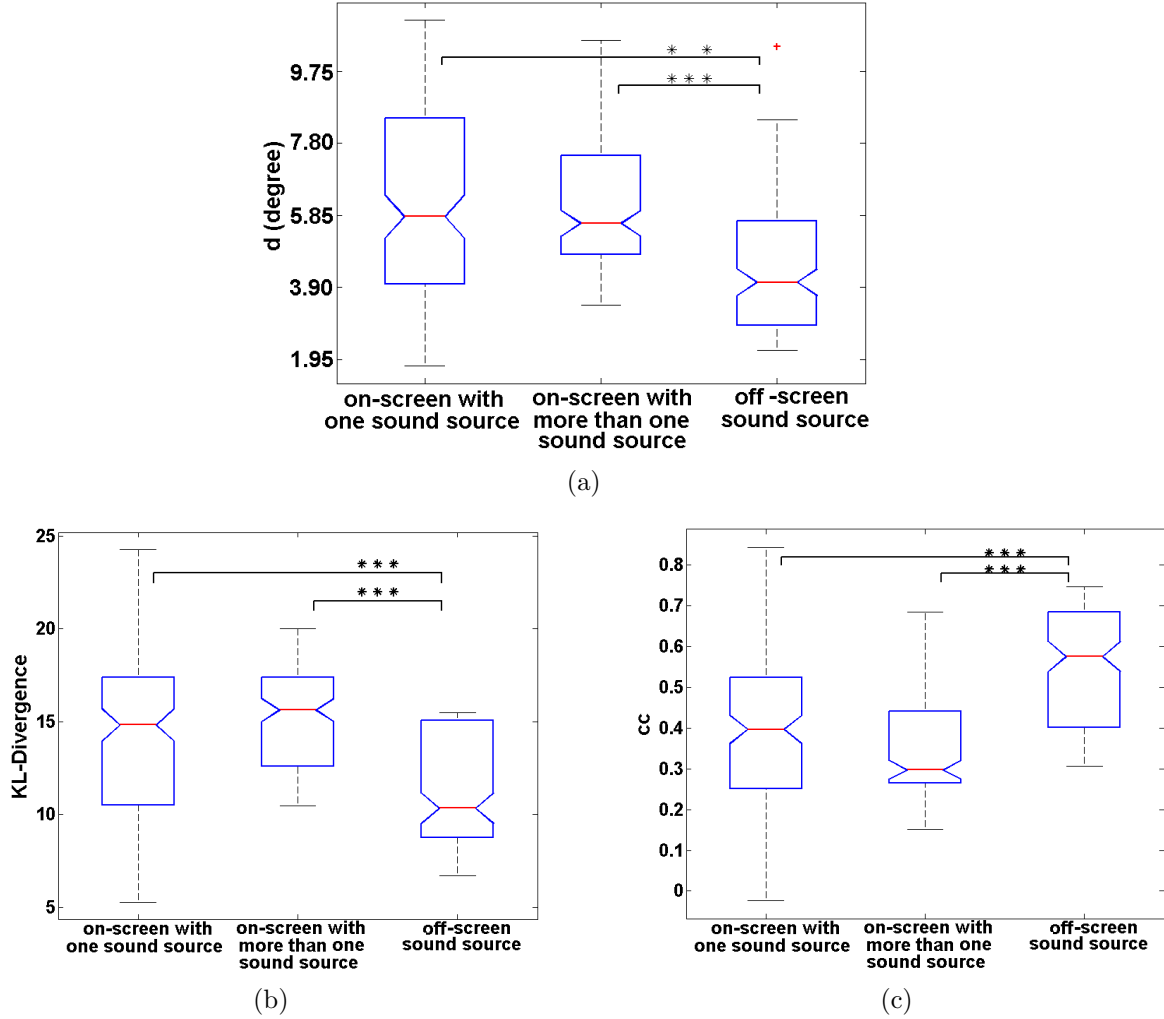 * *
* * *
9.75
7.80
5.85
3.90
1.95
d (degree)
on-screen with
one sound source
on-screen with
more than one
sound source
off -screen
sound source
(a)
25
20
15
10
5
KL-Divergence
* * *
* * *
on-screen with
one sound source
on-screen with
more than one
sound source
off-screen
sound source
(b)
0.8
0.7
0.6
0.5
0.4
0.3
0.2
0.1
0
cc
* * *
* * *
on-screen with
one sound source
on-screen with
more than one
sound source
off-screen
sound source
(c)